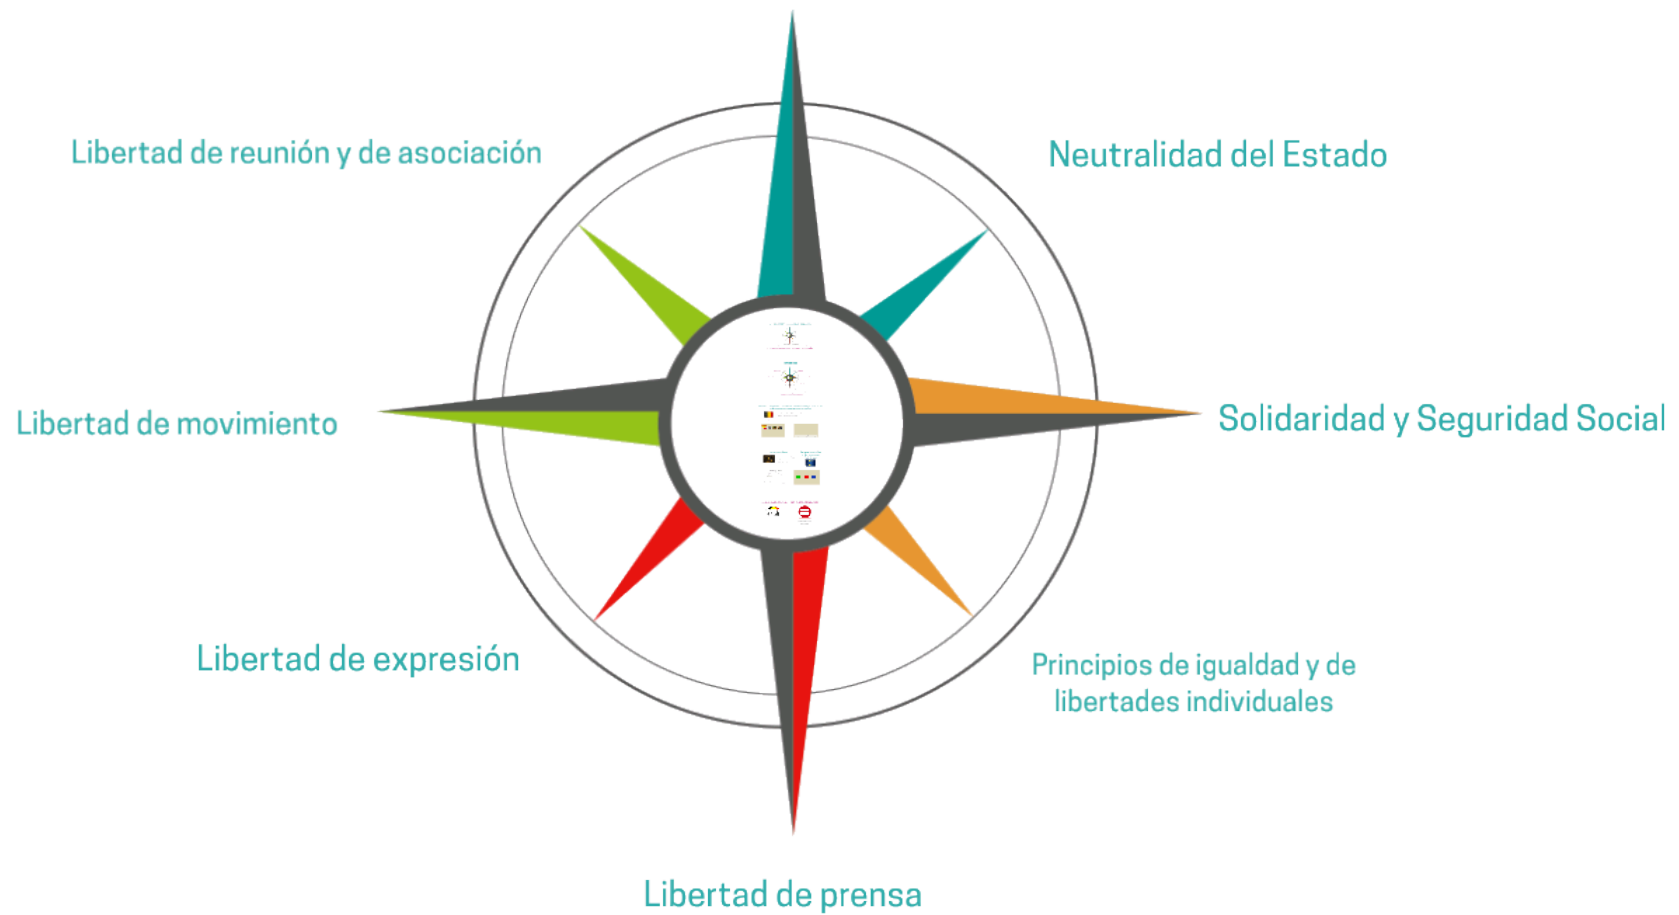 Libertad de reunión y de asociación
Neutralidad del Estado
Libertad de movimiento
Solidaridad y Seguridad Social
Libertad de expresión
Principios de igualdad y de
libertades individuales
Libertad de prensa